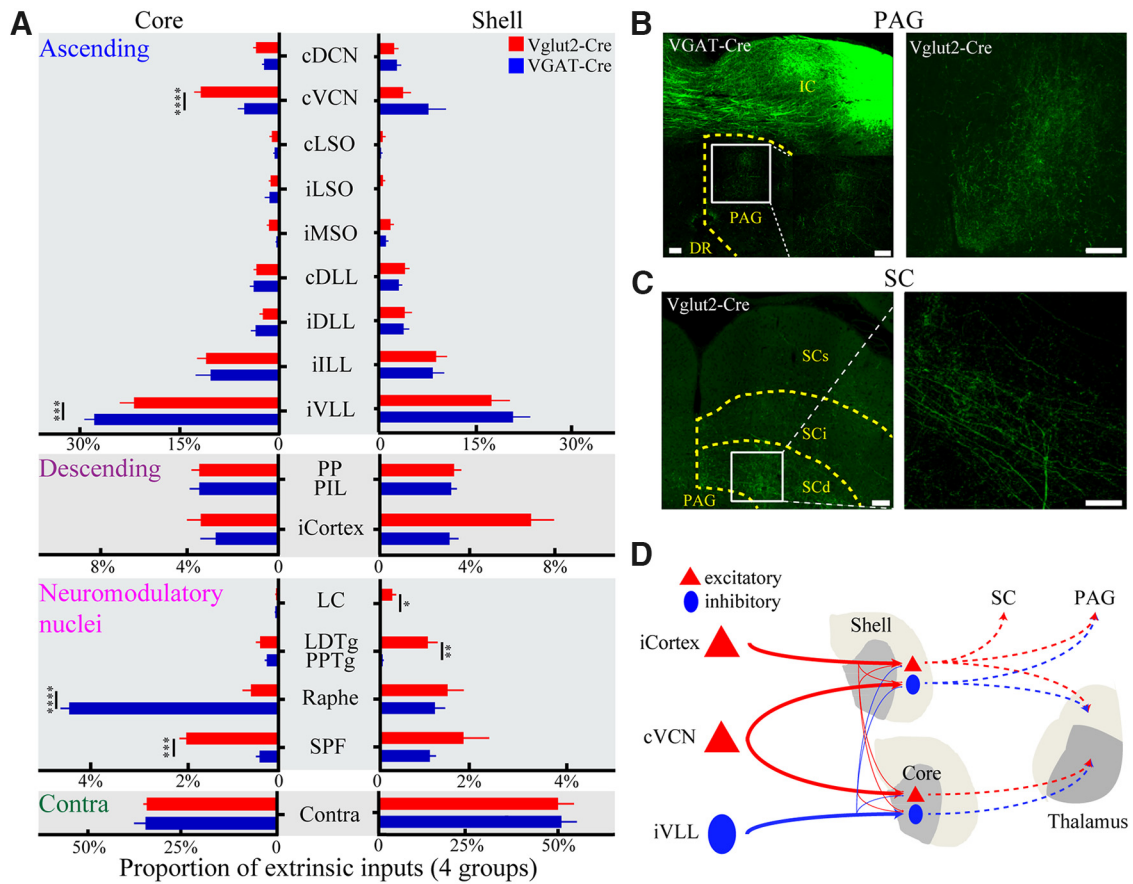 A
Core
Shell
Ascending
Vglut2-Cre
VGAT-Cre
cDCN
cVCN
****
cLSO
iLSO
iMSO
cDLL
iDLL
iILL
iVLL
***
30%
15%
0
0
15%
30%
Descending
PP
PIL
iCortex
8%
4%
0
0
4%
8%
Neuromodulatory
nuclei
LC
*
LDTg
PPTg
**
Raphe
****
SPF
***
4%
2%
0
0
2%
4%
Contra
Contra
50%
25%
0
0
25%
50%
Proportion of extrinsic inputs (4 groups)
B
PAG
VGAT-Cre
IC
PAG
DR
Vglut2-Cre
C
SC
Vglut2-Cre
SCs
SCi
SCd
PAG
D
excitatory
inhibitory
SC
PAG
iCortex
Shell
cVCN
Core
iVLL
Thalamus